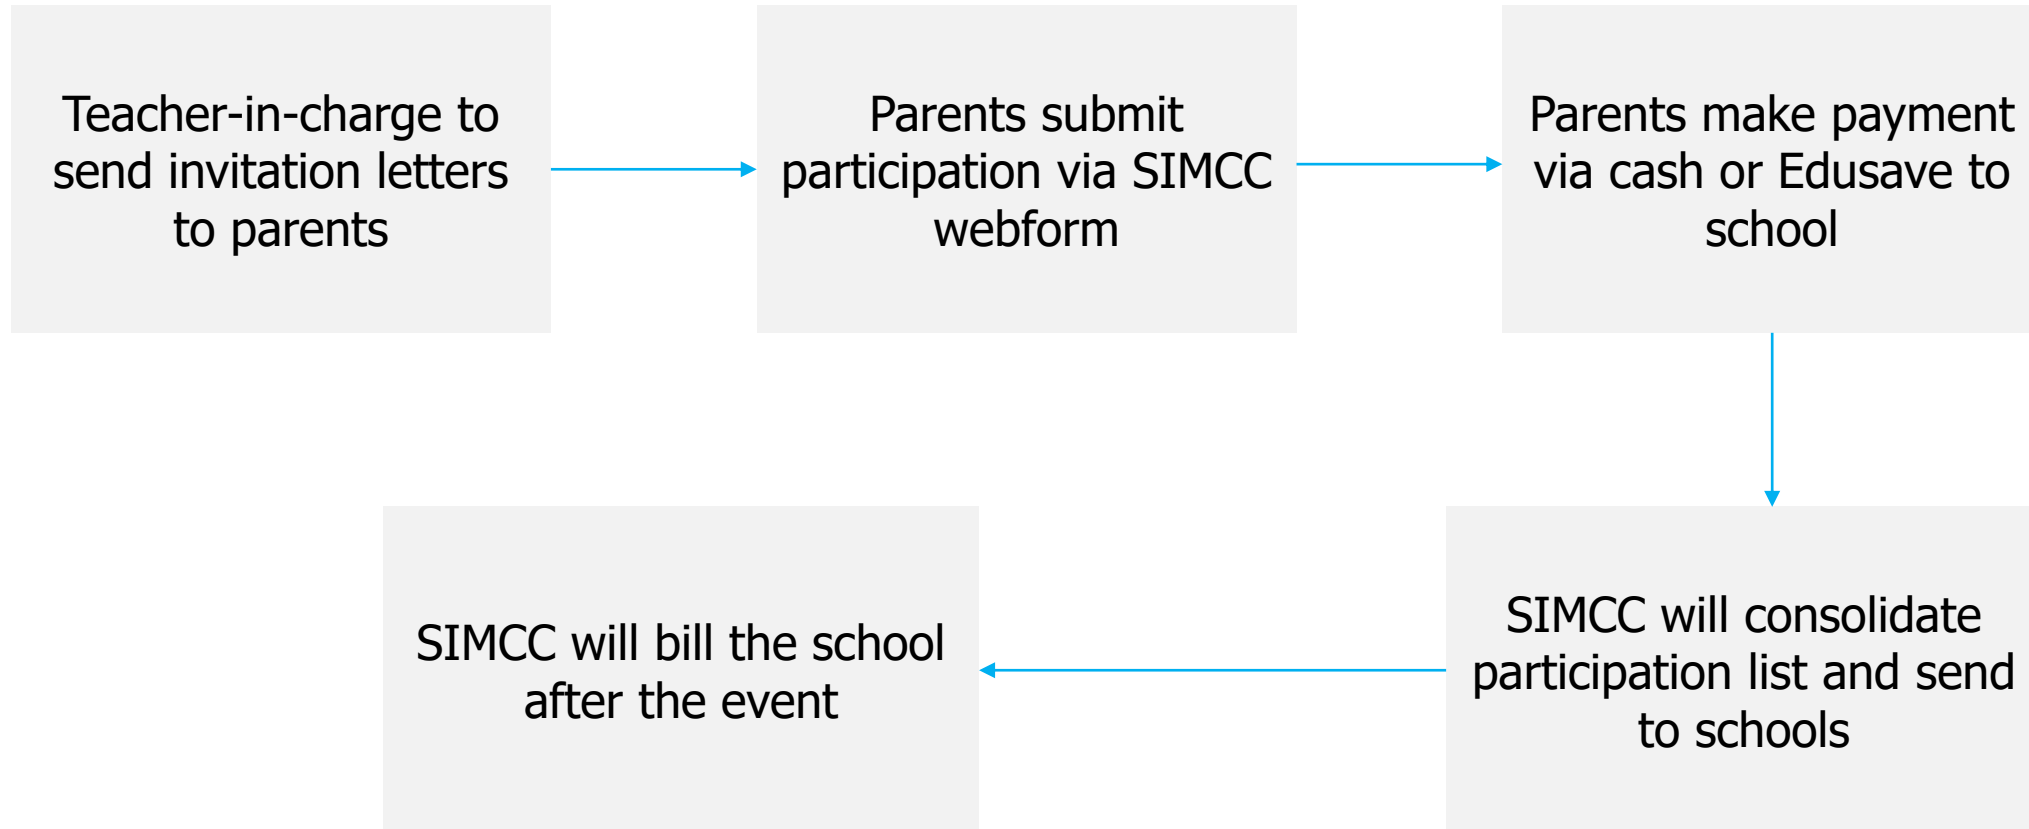 Teacher-in-charge to
send invitation letters
to parents
Parents submit
participation via SIMCC
webform
Parents make payment
via cash or Edusave to
school
SIMCC will consolidate
participation list and send
to schools
SIMCC will bill the school
after the event